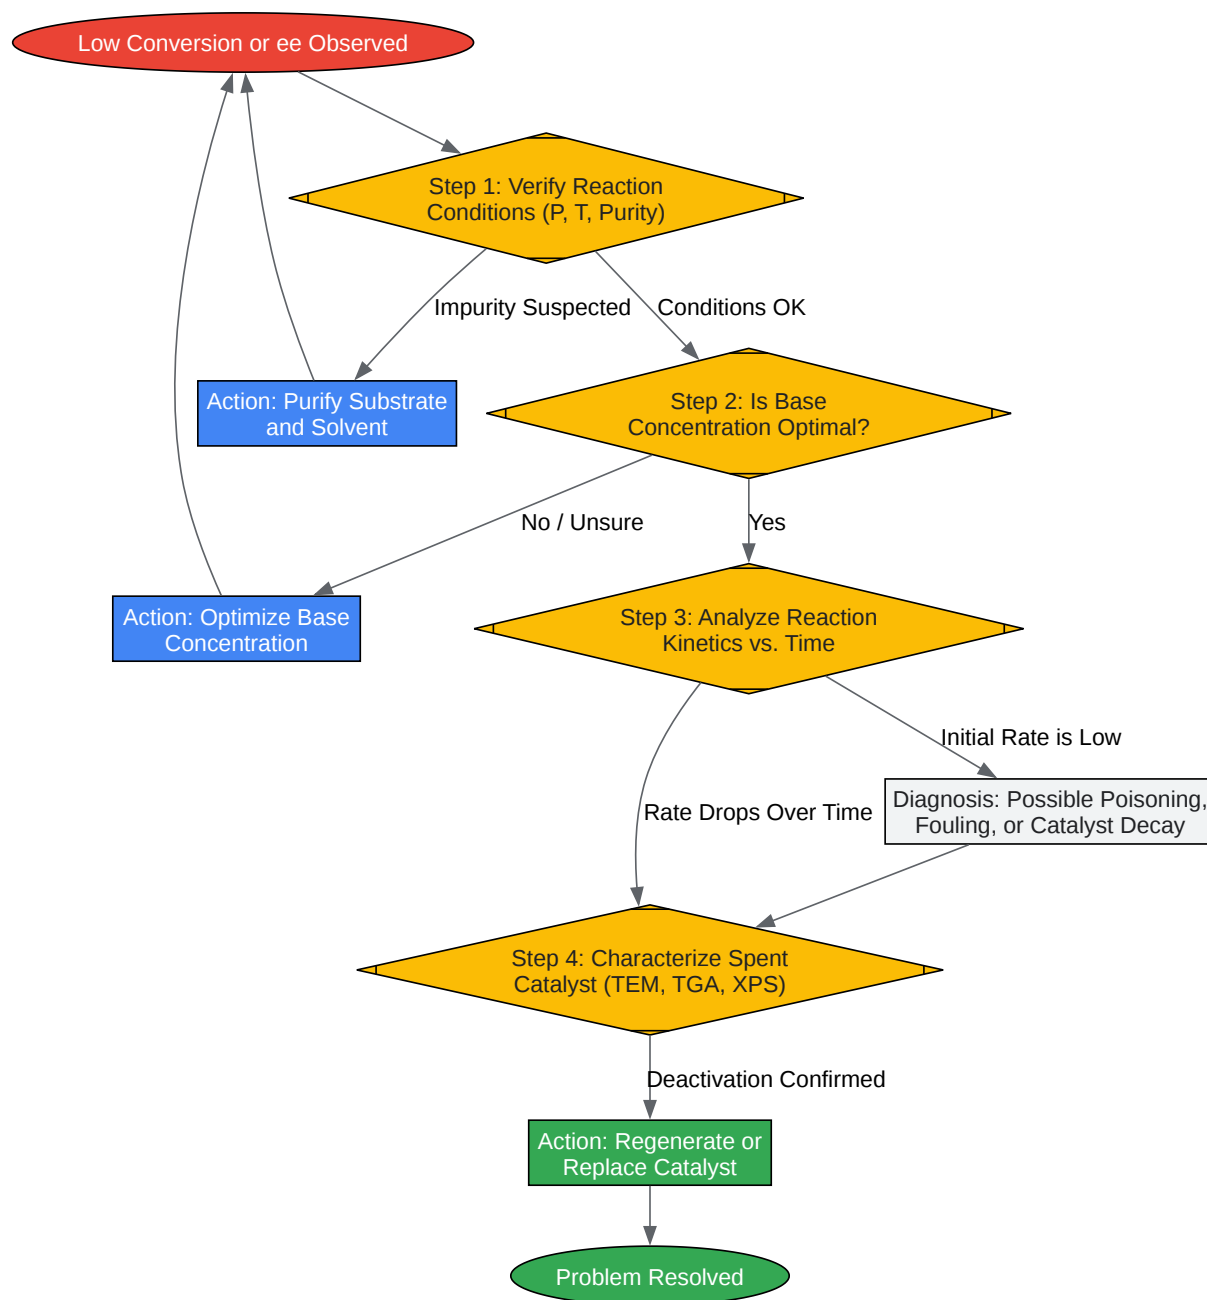 Low Conversion or ee Observed
Step 1: Verify Reaction
Conditions (P, T, Purity)
Impurity Suspected
Conditions OK
Action: Purify Substrate
and Solvent
Step 2: Is Base
Concentration Optimal?
No / Unsure
Yes
Action: Optimize Base
Concentration
Step 3: Analyze Reaction
Kinetics vs. Time
Initial Rate is Low
Rate Drops Over Time
Diagnosis: Possible Poisoning,
Fouling, or Catalyst Decay
Step 4: Characterize Spent
Catalyst (TEM, TGA, XPS)
Deactivation Confirmed
Action: Regenerate or
Replace Catalyst
Problem Resolved